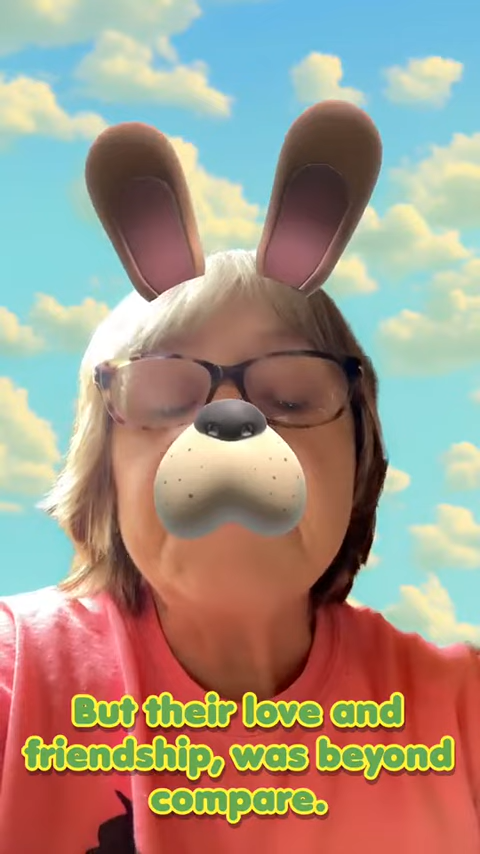 But their love and
friendship, was beyond
compare.